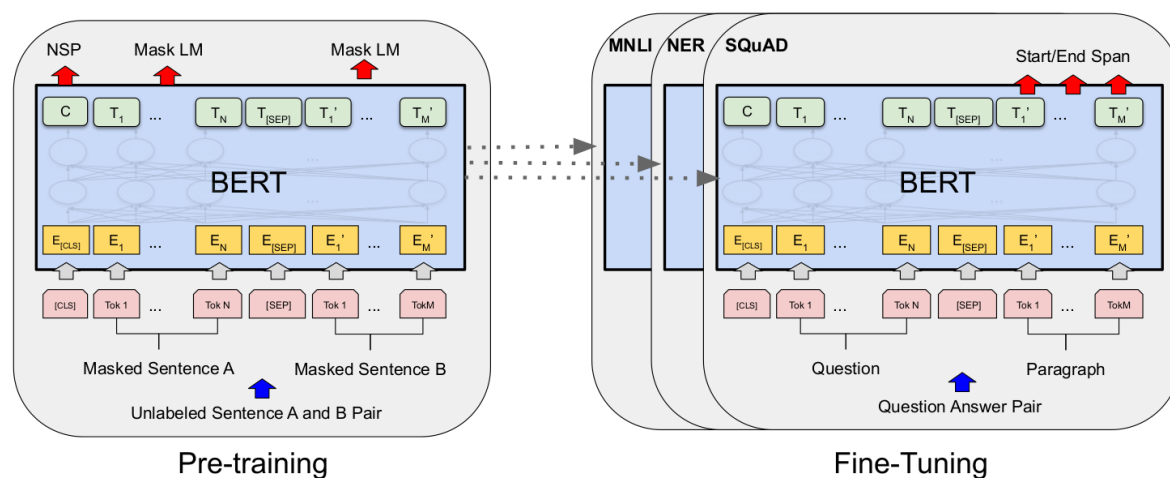 NSP Mask LM Mask LM
C T1 ... TN T[SEP] T1' ... TM'
...
BERT
...
E[CLS] E1 ... EN E[SEP] E1' ... EM'
[CLS] Tok 1 ... Tok N [SEP] Tok 1 ... TokM
Masked Sentence A Masked Sentence B
Unlabeled Sentence A and B Pair
Pre-training
MNLI NER SQuAD
Start/End Span
C T1 ... TN T[SEP] T1' ... TM'
...
BERT
...
E[CLS] E1 ... EN E[SEP] E1' ... EM'
[CLS] Tok 1 ... Tok N [SEP] Tok 1 ... TokM
Question Paragraph
Question Answer Pair
Fine-Tuning